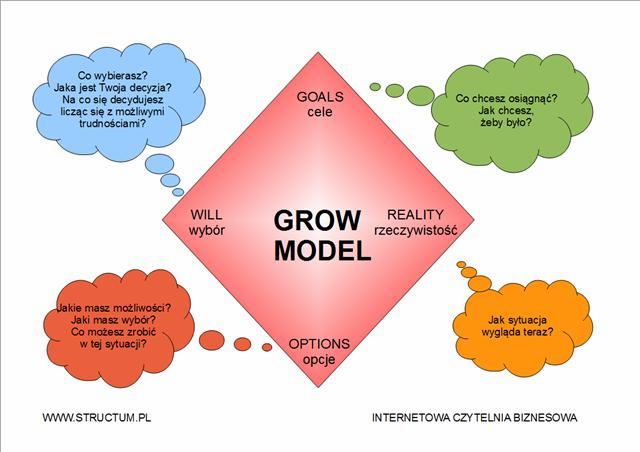 Co wybierasz?
Jaka jest Twoja decyzja?
Na co się decydujesz
licząc się z możliwymi
trudnościami?
GOALS
cele
Co chcesz osiągnąć?
Jak chcesz,
żeby było?
WILL
wybór
GROW
MODEL
REALITY
rzeczywistość
Jakie masz możliwości?
Jaki masz wybór?
Co możesz zrobić
w tej sytuacji?
OPTIONS
opcje
Jak sytuacja
wygląda teraz?
WWW.STRUCTUM.PL
INTERNETOWA CZYTELNIA BIZNESOWA